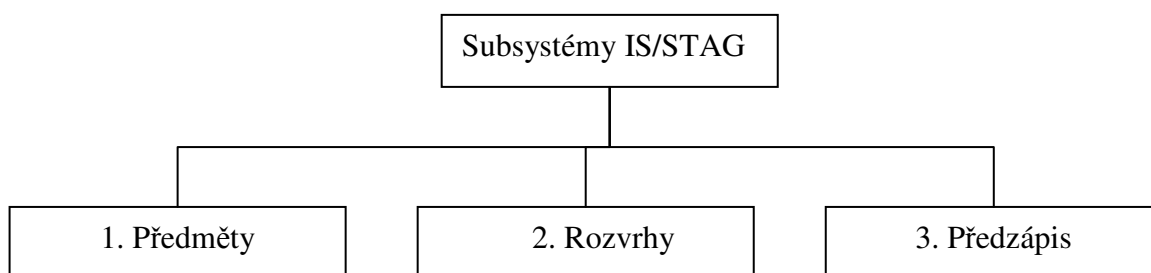 Subsystémy IS/STAG
1. Předměty
2. Rozvrhy
3. Předzápis